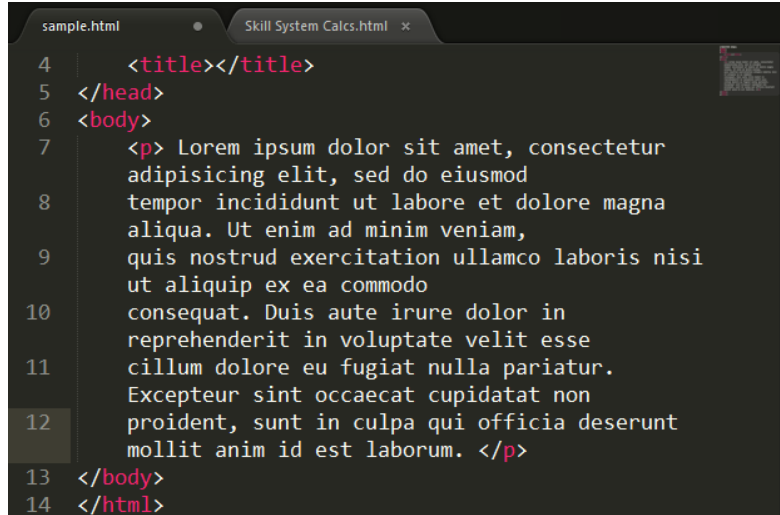 sample.html
Skill System Calcs.html ×
4 <title></title>
5 </head>
6 <body>
7 <p> Lorem ipsum dolor sit amet, consectetur
adipisicing elit, sed do eiusmod
8 tempor incididunt ut labore et dolore magna
aliqua. Ut enim ad minim veniam,
9 quis nostrud exercitation ullamco laboris nisi
ut aliquip ex ea commodo
10 consequat. Duis aute irure dolor in
reprehenderit in voluptate velit esse
11 cillum dolore eu fugiat nulla pariatur.
Excepteur sint occaecat cupidatat non
12 proident, sunt in culpa qui officia deserunt
mollit anim id est laborum. </p>
13 </body>
14 </html>